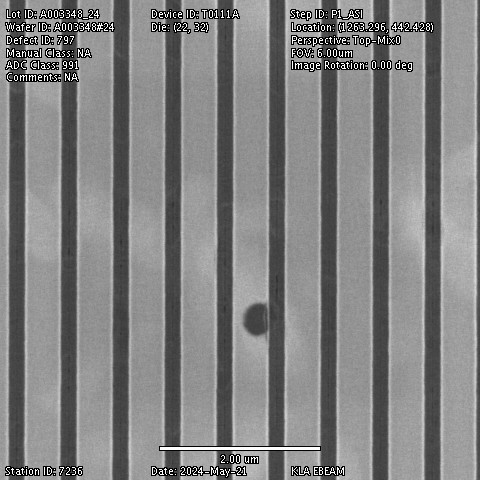 Lot ID: A003348_24
Wafer ID: A003348#24
Defect ID: 797
Manual Class: NA
ADC Class: 991
Comments: NA
Device ID: T0111A
Die: (22, 32)
Step ID: P1_ASI
Location: (1263.296, 442.428)
Perspective: Top-Mix0
FOV: 6.00um
Image Rotation: 0.00 deg
2.00 um
Station ID: 7236
Date: 2024-May-21
KLA EBEAM